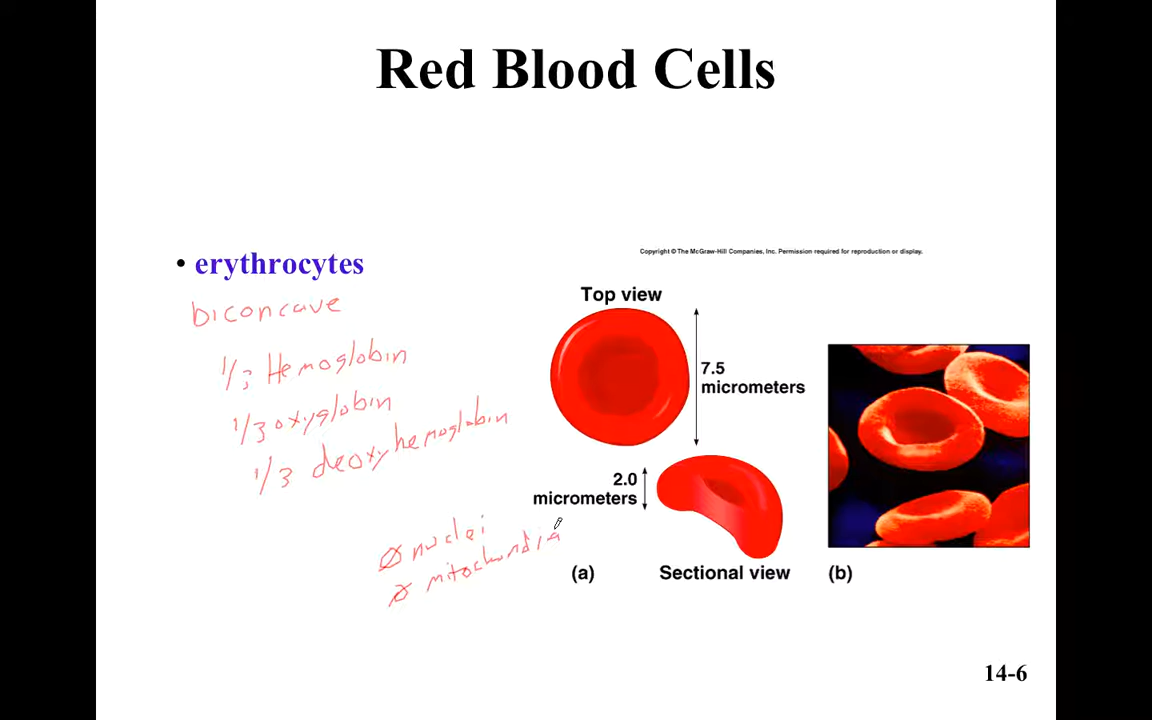 Red Blood Cells
• erythrocytes
biconcave
1/3 Hemoglobin
1/3 oxyglobin
1/3 deoxyhemoglobin
Ø nuclei
Ø mitochondria
Copyright © The McGraw-Hill Companies, Inc. Permission required for reproduction or display.
Top view
7.5
micrometers
2.0
micrometers
(a)
Sectional view
(b)
14-6